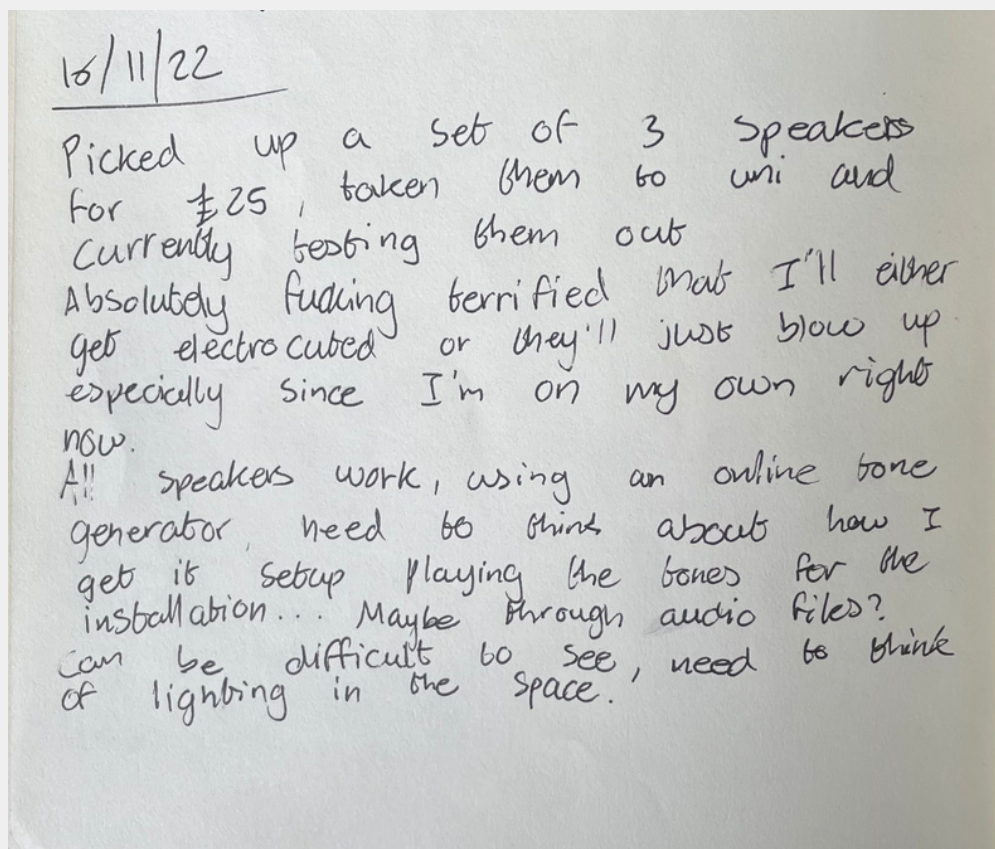 16/11/22
Picked up a set of 3 speakers
for £25, taken them to uni and
currently testing them out
Absolutely fucking terrified that I'll either
get electrocuted or they'll just blow up
especially since I'm on my own right
now.
All speakers work, using an online tone
generator, need to think about how I
get it setup playing the tones for the
installation... Maybe through audio files?
Can be difficult to see, need to think
of lighting in the space.